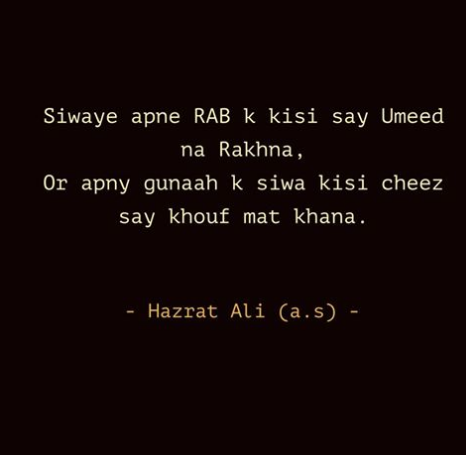 Siwaye apne RAB k kisi say Umeed
na Rakhna,
Or apny gunaah k siwa kisi cheez
say khouf mat khana.
- Hazrat Ali (a.s) -